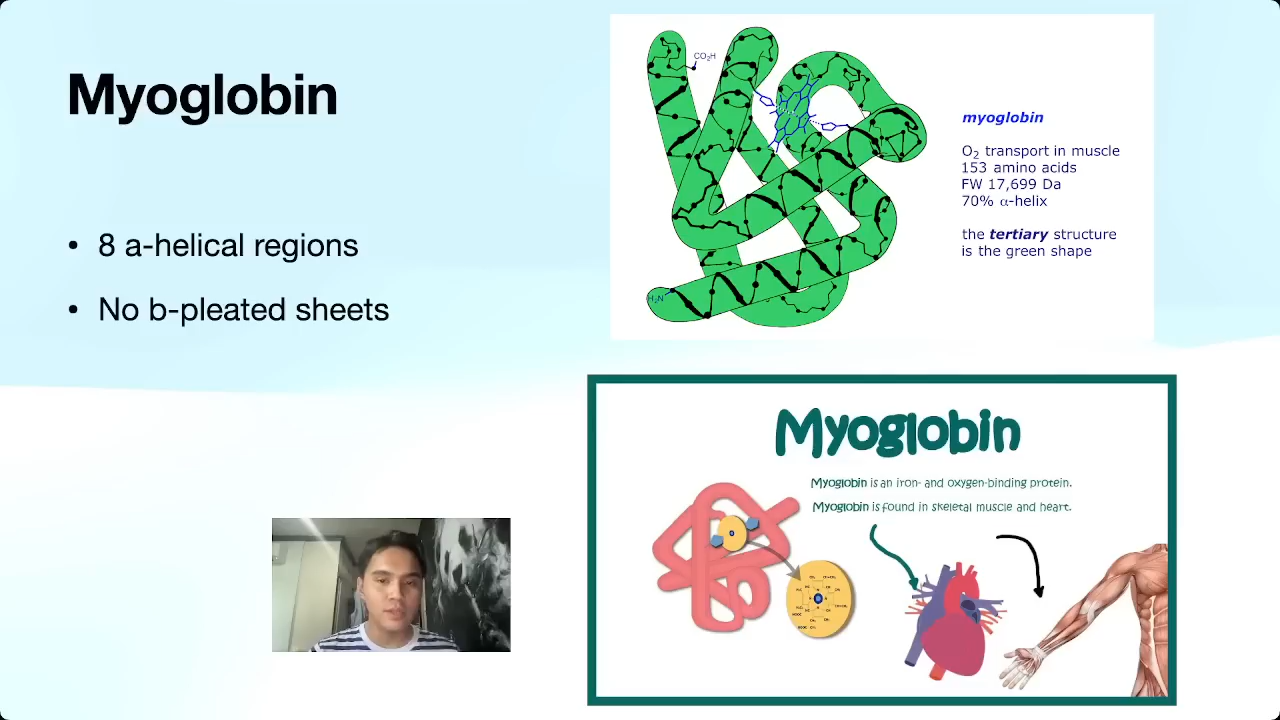 Myoglobin
• 8 a-helical regions
• No b-pleated sheets
CO₂H
H₂N
myoglobin
O₂ transport in muscle
153 amino acids
FW 17,699 Da
70% α-helix
the tertiary structure
is the green shape
Myoglobin
Myoglobin is an iron- and oxygen-binding protein.
Myoglobin is found in skeletal muscle and heart.